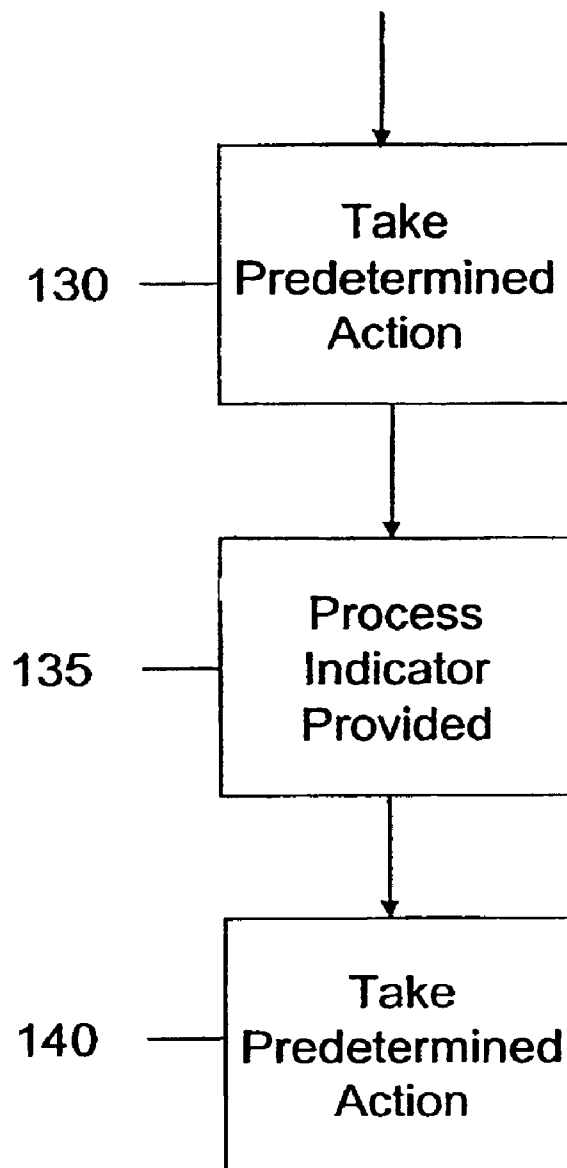 Take
Predetermined
Action
130
Process
Indicator
Provided
135
Take
Predetermined
Action
140